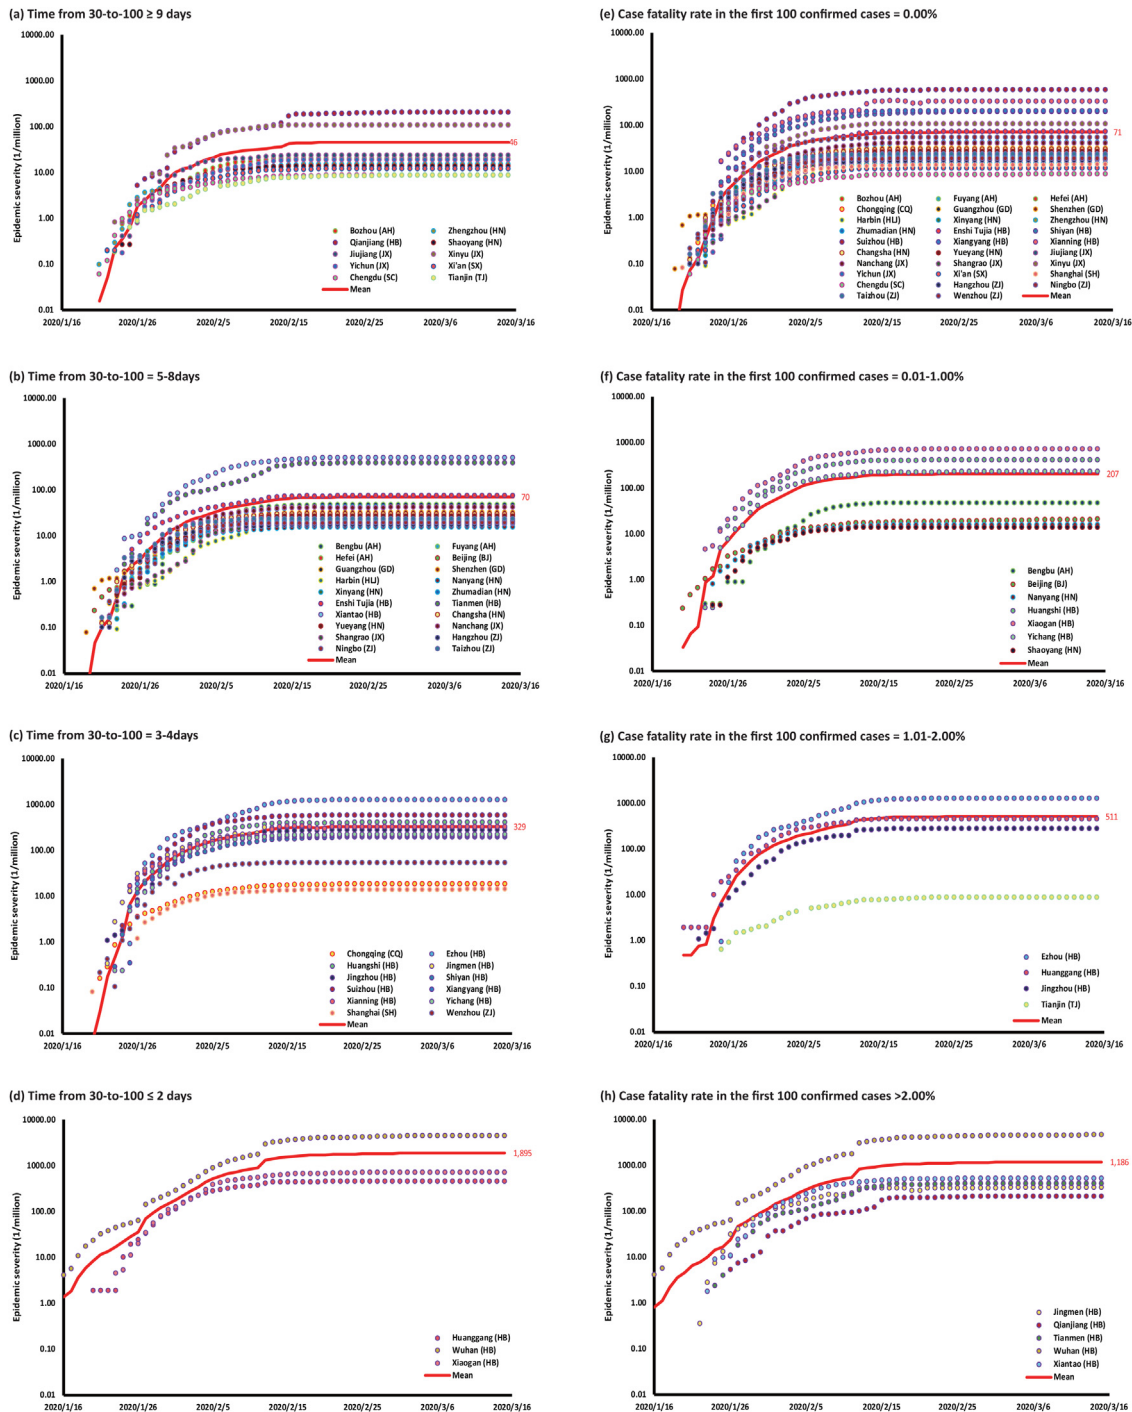 (a) Time from 30-to-100 ≥ 9 days
Epidemic severity (1/million)
10000.00
1000.00
100.00
10.00
1.00
0.10
0.01
46
Bozhou (AH) Zhengzhou (HN)
Qianjiang (HB) Shaoyang (HN)
Jiujiang (JX) Xinyu (JX)
Yichun (JX) Xi'an (SX)
Chengdu (SC) Tianjin (TJ)
Mean
2020/1/16 2020/1/26 2020/2/5 2020/2/15 2020/2/25 2020/3/6 2020/3/16
(e) Case fatality rate in the first 100 confirmed cases = 0.00%
Epidemic severity (1/million)
10000.00
1000.00
100.00
10.00
1.00
0.10
0.01
71
Bozhou (AH) Fuyang (AH) Hefei (AH)
Chongqing (CQ) Guangzhou (GD) Shenzhen (GD)
Harbin (HLJ) Xinyang (HN) Zhengzhou (HN)
Zhumadian (HN) Enshi Tujia (HB) Shiyan (HB)
Suizhou (HB) Xiangyang (HB) Xianning (HB)
Changsha (HN) Yueyang (HN) Jiujiang (JX)
Nanchang (JX) Shangrao (JX) Xinyu (JX)
Yichun (JX) Xi'an (SX) Shanghai (SH)
Chengdu (SC) Hangzhou (ZJ) Ningbo (ZJ)
Taizhou (ZJ) Wenzhou (ZJ) Mean
2020/1/16 2020/1/26 2020/2/5 2020/2/15 2020/2/25 2020/3/6 2020/3/16
(b) Time from 30-to-100 = 5-8days
Epidemic severity (1/million)
10000.00
1000.00
100.00
10.00
1.00
0.10
0.01
70
Bengbu (AH) Fuyang (AH)
Hefei (AH) Beijing (BJ)
Guangzhou (GD) Shenzhen (GD)
Harbin (HLJ) Nanyang (HN)
Xinyang (HN) Zhumadian (HN)
Enshi Tujia (HB) Tianmen (HB)
Xiantao (HB) Changsha (HN)
Yueyang (HN) Nanchang (JX)
Shangrao (JX) Hangzhou (ZJ)
Ningbo (ZJ) Taizhou (ZJ)
Mean
2020/1/16 2020/1/26 2020/2/5 2020/2/15 2020/2/25 2020/3/6 2020/3/16
(f) Case fatality rate in the first 100 confirmed cases = 0.01-1.00%
Epidemic severity (1/million)
10000.00
1000.00
100.00
10.00
1.00
0.10
0.01
207
Bengbu (AH)
Beijing (BJ)
Nanyang (HN)
Huangshi (HB)
Xiaogan (HB)
Yichang (HB)
Shaoyang (HN)
Mean
2020/1/16 2020/1/26 2020/2/5 2020/2/15 2020/2/25 2020/3/6 2020/3/16
(c) Time from 30-to-100 = 3-4days
Epidemic severity (1/million)
10000.00
1000.00
100.00
10.00
1.00
0.10
0.01
329
Chongqing (CQ) Ezhou (HB)
Huangshi (HB) Jingmen (HB)
Jingzhou (HB) Shiyan (HB)
Suizhou (HB) Xiangyang (HB)
Xianning (HB) Yichang (HB)
Shanghai (SH) Wenzhou (ZJ)
Mean
2020/1/16 2020/1/26 2020/2/5 2020/2/15 2020/2/25 2020/3/6 2020/3/16
(g) Case fatality rate in the first 100 confirmed cases = 1.01-2.00%
Epidemic severity (1/million)
10000.00
1000.00
100.00
10.00
1.00
0.10
0.01
511
Ezhou (HB)
Huanggang (HB)
Jingzhou (HB)
Tianjin (TJ)
Mean
2020/1/16 2020/1/26 2020/2/5 2020/2/15 2020/2/25 2020/3/6 2020/3/16
(d) Time from 30-to-100 ≤ 2 days
Epidemic severity (1/million)
10000.00
1000.00
100.00
10.00
1.00
0.10
0.01
1,895
Huanggang (HB)
Wuhan (HB)
Xiaogan (HB)
Mean
2020/1/16 2020/1/26 2020/2/5 2020/2/15 2020/2/25 2020/3/6 2020/3/16
(h) Case fatality rate in the first 100 confirmed cases >2.00%
Epidemic severity (1/million)
10000.00
1000.00
100.00
10.00
1.00
0.10
0.01
1,186
Jingmen (HB)
Qianjiang (HB)
Tianmen (HB)
Wuhan (HB)
Xiantao (HB)
Mean
2020/1/16 2020/1/26 2020/2/5 2020/2/15 2020/2/25 2020/3/6 2020/3/16